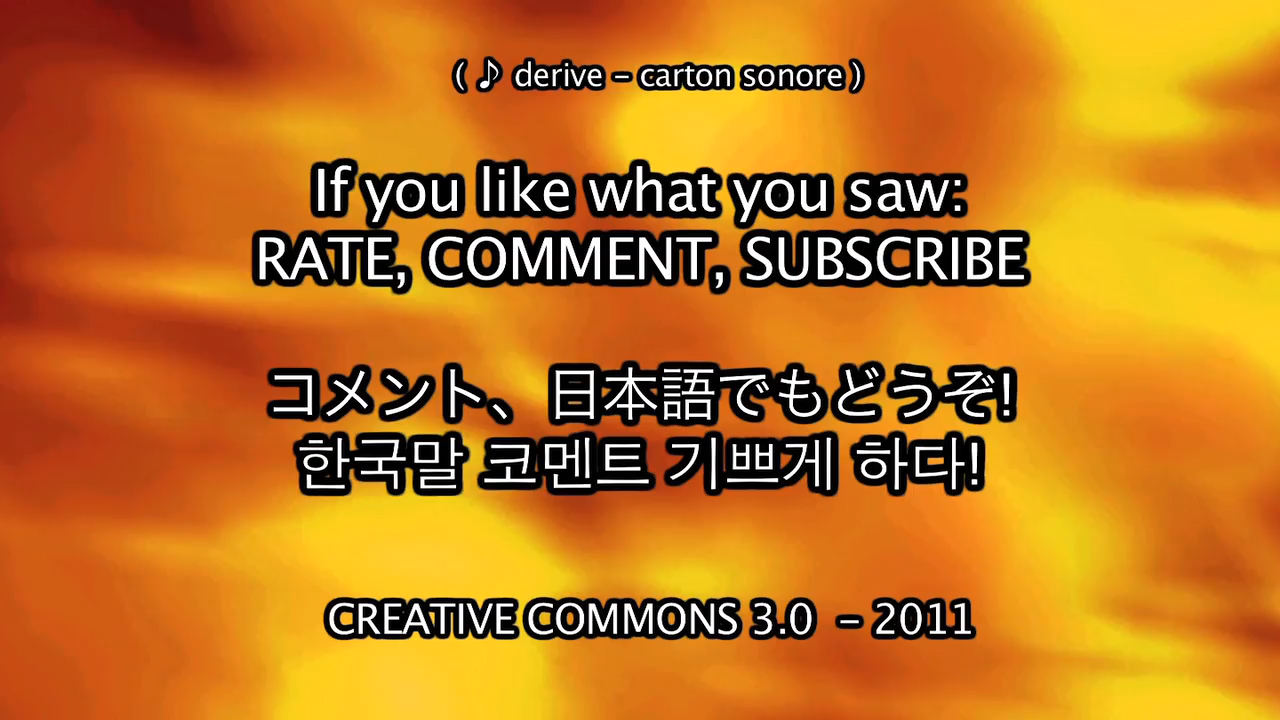 ( ♪ derive – carton sonore )
If you like what you saw:
RATE, COMMENT, SUBSCRIBE
コメント、日本語でもどうぞ!
한국말 코멘트 기쁘게 하다!
CREATIVE COMMONS 3.0 – 2011